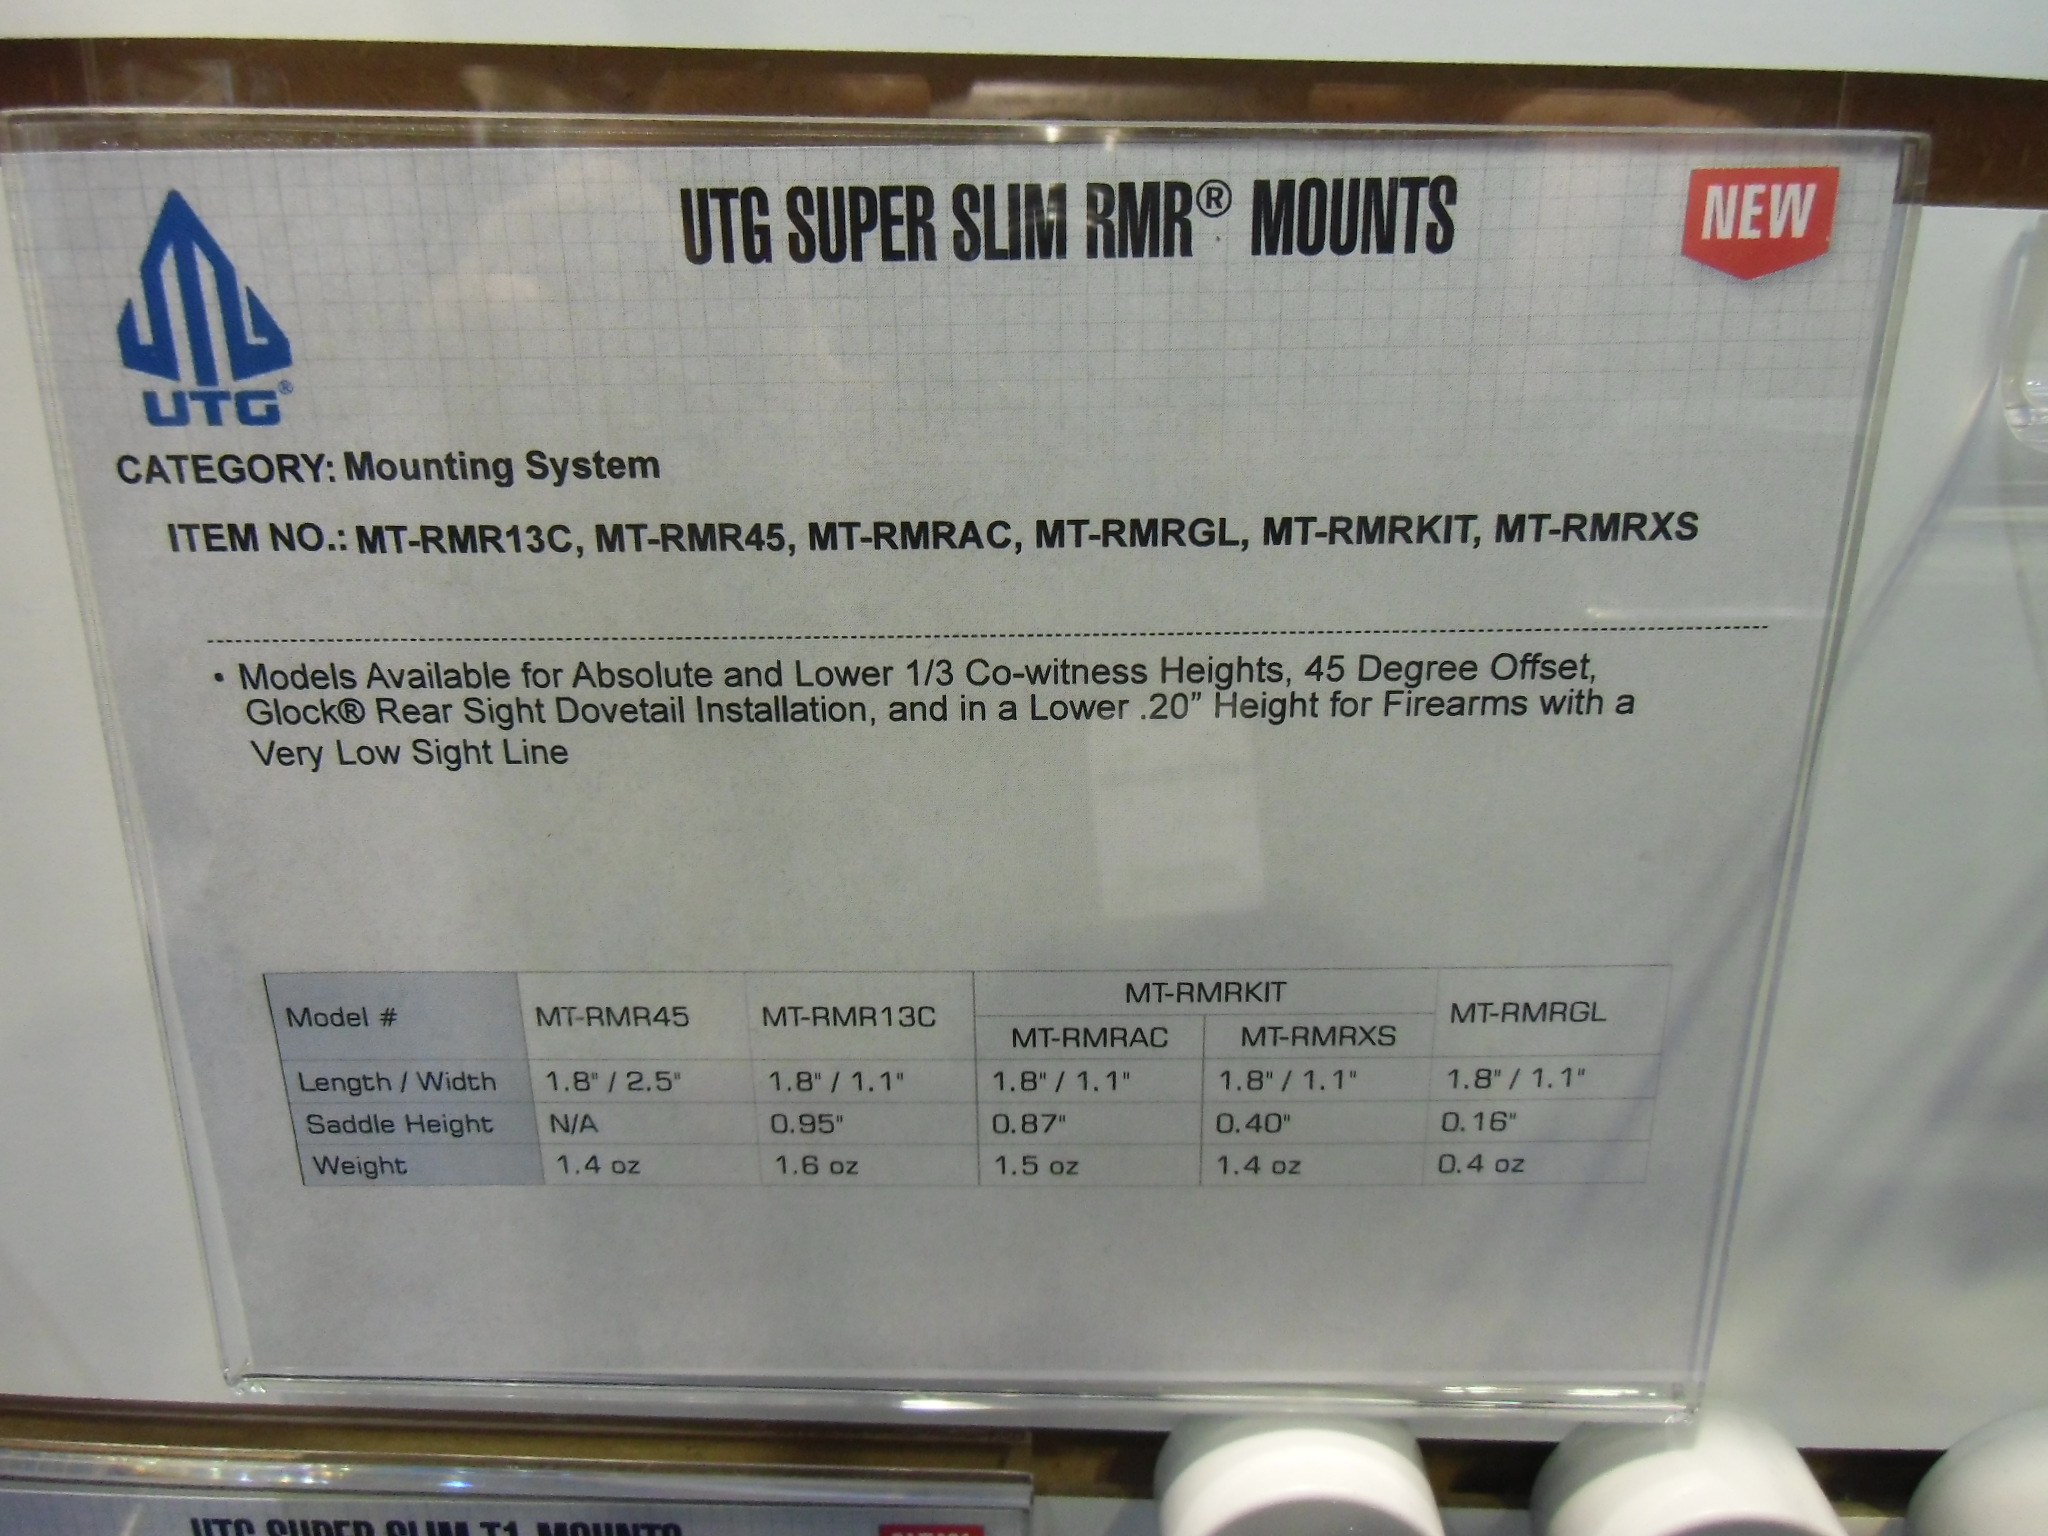 UTG SUPER SLIM RMR® MOUNTS
NEW
UTG®
CATEGORY: Mounting System
ITEM NO.: MT-RMR13C, MT-RMR45, MT-RMRAC, MT-RMRGL, MT-RMRKIT, MT-RMRXS
• Models Available for Absolute and Lower 1/3 Co-witness Heights, 45 Degree Offset,
Glock® Rear Sight Dovetail Installation, and in a Lower .20” Height for Firearms with a
Very Low Sight Line
Model # MT-RMR45 MT-RMR13C MT-RMRKIT MT-RMRGL
MT-RMRAC MT-RMRXS
Length / Width 1.8" / 2.5" 1.8" / 1.1" 1.8" / 1.1" 1.8" / 1.1" 1.8" / 1.1"
Saddle Height N/A 0.95" 0.87" 0.40" 0.16"
Weight 1.4 oz 1.6 oz 1.5 oz 1.4 oz 0.4 oz
UTG SUPER SLIM T1 MOUNTS
NEW